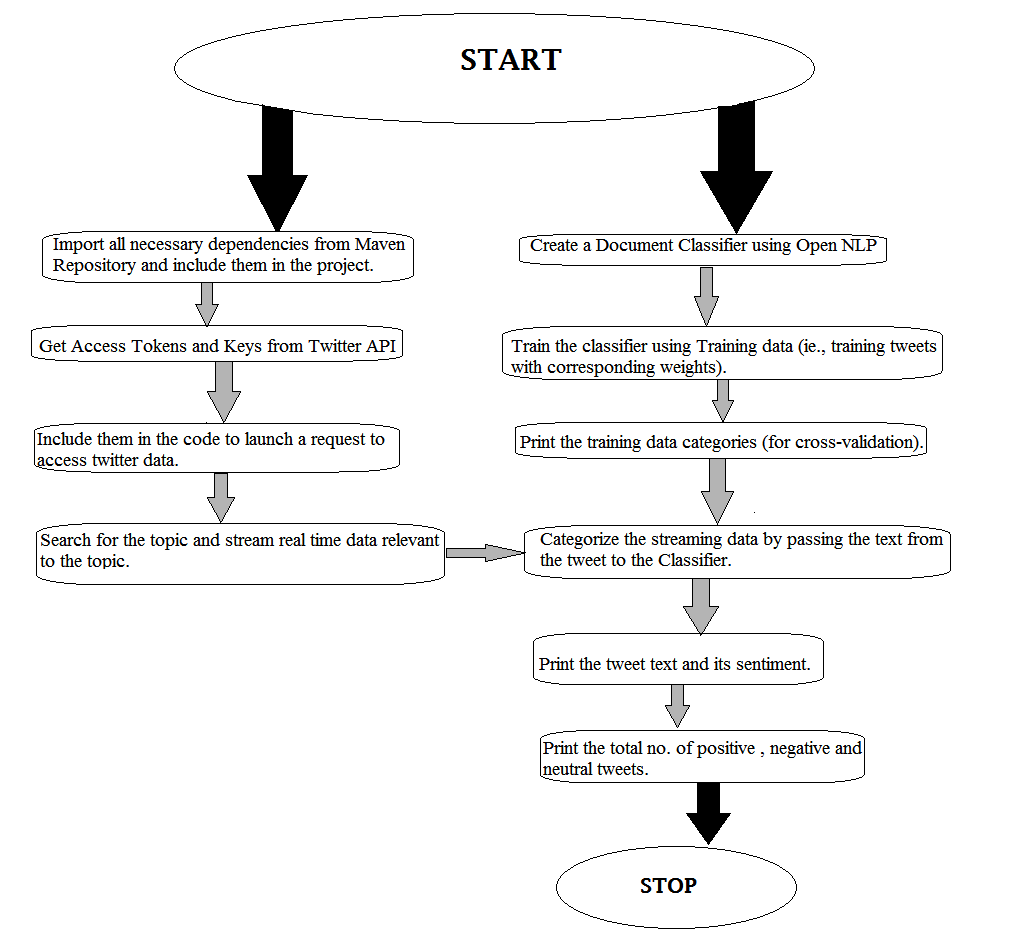 START
Import all necessary dependencies from Maven
Repository and include them in the project.
Get Access Tokens and Keys from Twitter API
Include them in the code to launch a request to
access twitter data.
Search for the topic and stream real time data relevant
to the topic.
Create a Document Classifier using Open NLP
Train the classifier using Training data (ie., training tweets
with corresponding weights).
Print the training data categories (for cross-validation).
Categorize the streaming data by passing the text from
the tweet to the Classifier.
Print the tweet text and its sentiment.
Print the total no. of positive , negative and
neutral tweets.
STOP